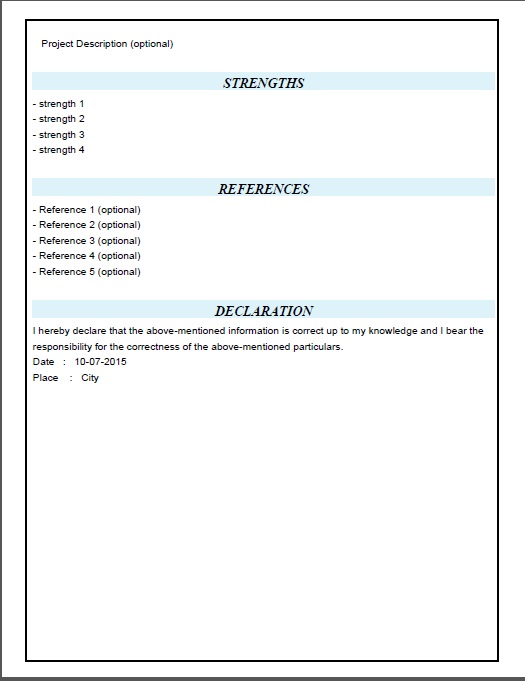 Project Description (optional)
STRENGTHS
- strength 1
- strength 2
- strength 3
- strength 4
REFERENCES
- Reference 1 (optional)
- Reference 2 (optional)
- Reference 3 (optional)
- Reference 4 (optional)
- Reference 5 (optional)
DECLARATION
I hereby declare that the above-mentioned information is correct up to my knowledge and I bear the
responsibility for the correctness of the above-mentioned particulars.
Date : 10-07-2015
Place : City